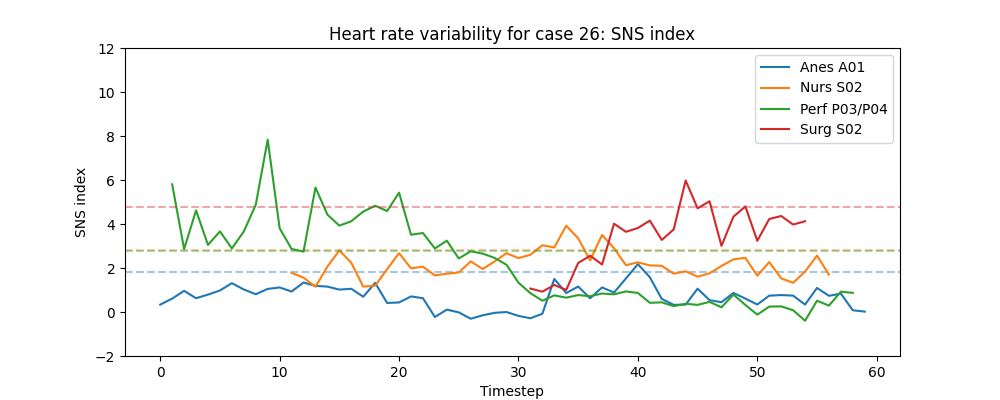 Heart rate variability for case 26: SNS index
12
10
8
6
4
2
0
−2
SNS index
Anes A01
Nurs S02
Perf P03/P04
Surg S02
0
10
20
30
40
50
60
Timestep